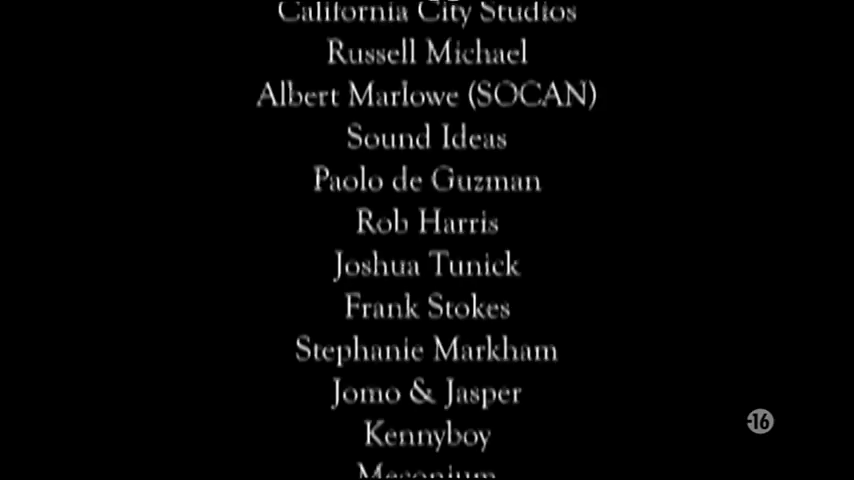 California City Studios
Russell Michael
Albert Marlowe (SOCAN)
Sound Ideas
Paolo de Guzman
Rob Harris
Joshua Tunick
Frank Stokes
Stephanie Markham
Jomo & Jasper
-16
Kennyboy
Meconium